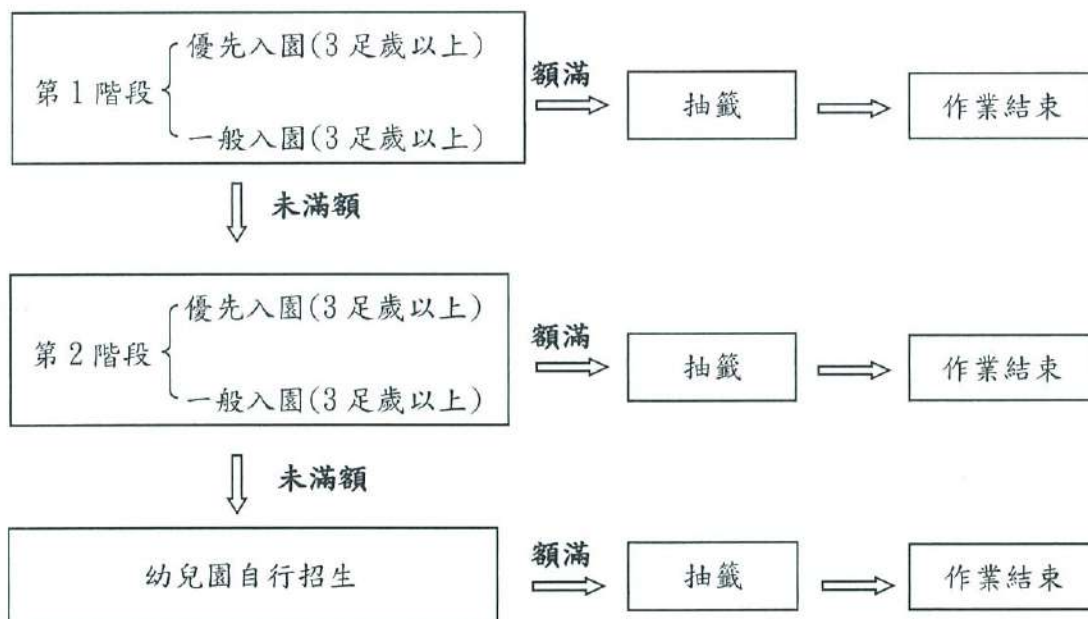 優先入園(3足歲以上)
第1階段
一般入園(3足歲以上)
額滿
抽籤
作業結束
未滿額
優先入園(3足歲以上)
第2階段
一般入園(3足歲以上)
額滿
抽籤
作業結束
未滿額
幼兒園自行招生
額滿
抽籤
作業結束